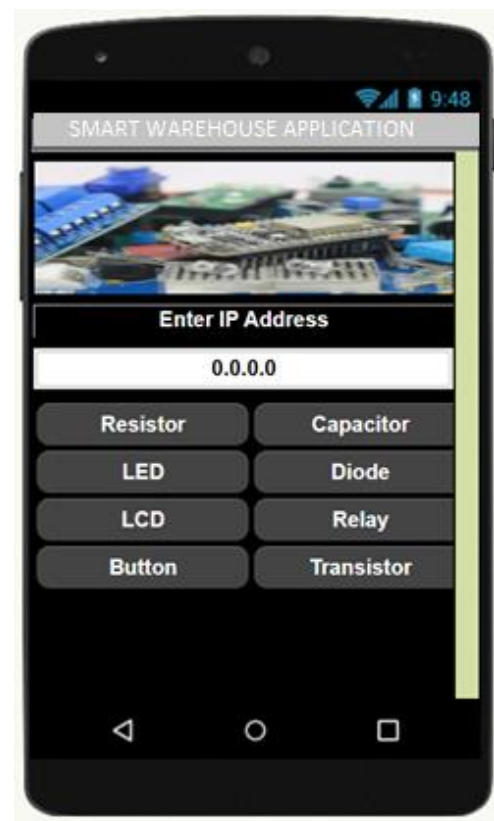 9:48
SMART WAREHOUSE APPLICATION
Enter IP Address
0.0.0.0
Resistor Capacitor
LED Diode
LCD Relay
Button Transistor